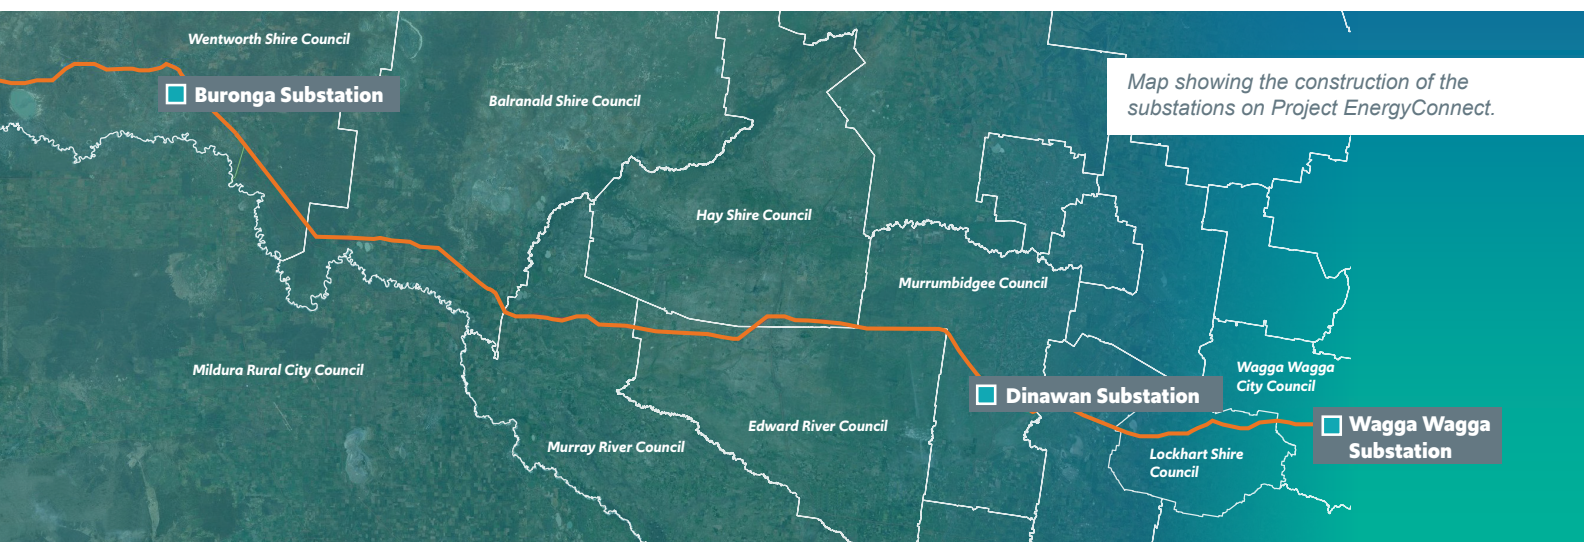 Wentworth Shire Council
Buronga Substation
Balranald Shire Council
Map showing the construction of the
substations on Project EnergyConnect.
Hay Shire Council
Murrumbidgee Council
Mildura Rural City Council
Wagga Wagga
City Council
Dinawan Substation
Edward River Council
Murray River Council
Wagga Wagga
Substation
Lockhart Shire
Council